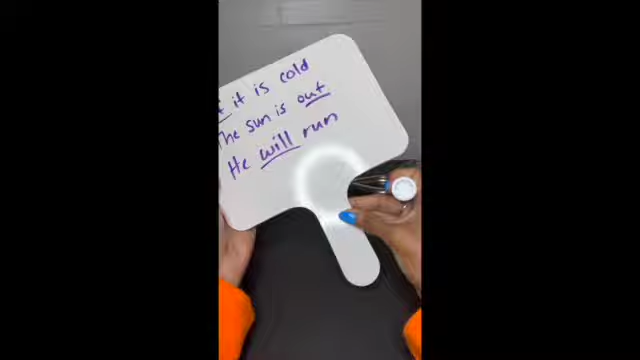 it is cold
The sun is out
He will run